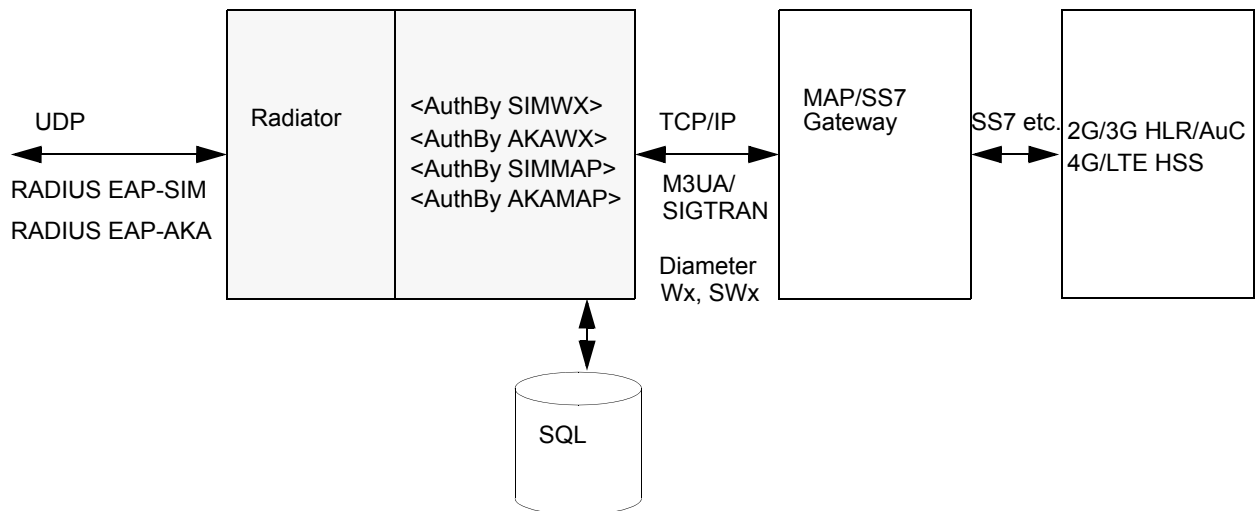 UDP
RADIUS EAP-SIM
RADIUS EAP-AKA
Radiator
<AuthBy SIMWX>
<AuthBy AKAWX>
<AuthBy SIMMAP>
<AuthBy AKAMAP>
TCP/IP
M3UA/
SIGTRAN
Diameter
Wx, SWx
MAP/SS7
Gateway
SS7 etc.
2G/3G HLR/AuC
4G/LTE HSS
SQL